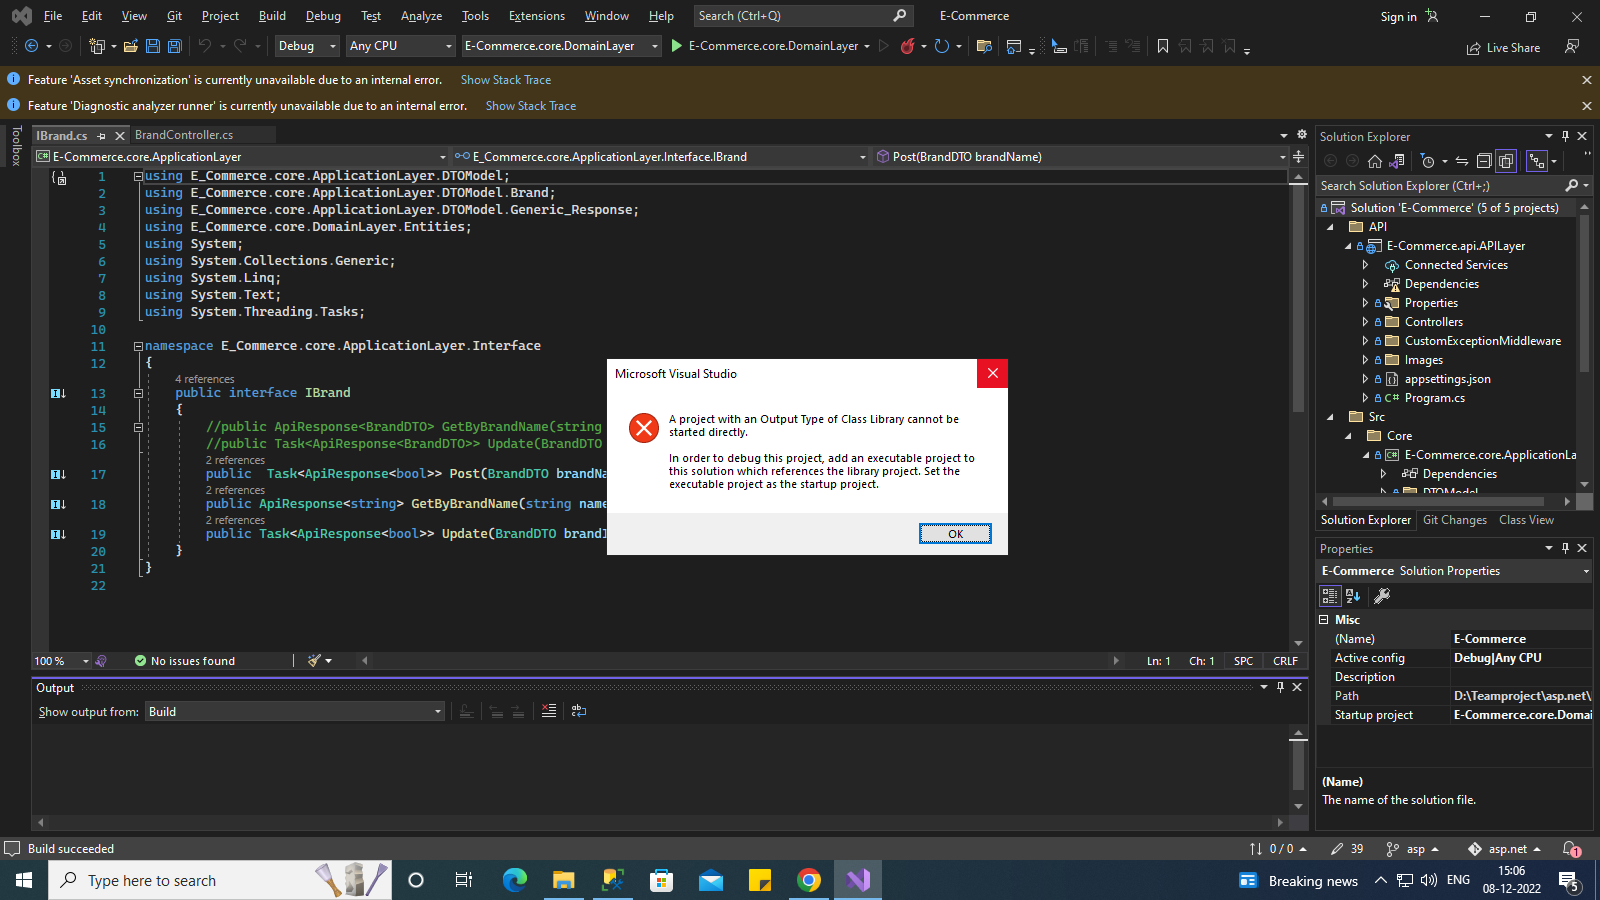 File Edit View Git Project Build Debug Test Analyze Tools Extensions Window Help Search (Ctrl+Q) E-Commerce Sign in
Debug Any CPU E-Commerce.core.DomainLayer E-Commerce.core.DomainLayer Live Share
Feature 'Asset synchronization' is currently unavailable due to an internal error. Show Stack Trace
Feature 'Diagnostic analyzer runner' is currently unavailable due to an internal error. Show Stack Trace
Toolbox
IBrand.cs BrandController.cs
E-Commerce.core.ApplicationLayer E_Commerce.core.ApplicationLayer.Interface.IBrand Post(BrandDTO brandName)
1 using E_Commerce.core.ApplicationLayer.DTOModel;
2 using E_Commerce.core.ApplicationLayer.DTOModel.Brand;
3 using E_Commerce.core.ApplicationLayer.DTOModel.Generic_Response;
4 using E_Commerce.core.DomainLayer.Entities;
5 using System;
6 using System.Collections.Generic;
7 using System.Linq;
8 using System.Text;
9 using System.Threading.Tasks;
10
11 namespace E_Commerce.core.ApplicationLayer.Interface
12 {
4 references
13 public interface IBrand
14 {
15 //public ApiResponse<BrandDTO> GetByBrandName(string
16 //public Task<ApiResponse<BrandDTO>> Update(BrandDTO
2 references
17 public Task<ApiResponse<bool>> Post(BrandDTO brandNa
2 references
18 public ApiResponse<string> GetByBrandName(string name
2 references
19 public Task<ApiResponse<bool>> Update(BrandDTO brandI
20 }
21 }
22
Microsoft Visual Studio
A project with an Output Type of Class Library cannot be
started directly.
In order to debug this project, add an executable project to
this solution which references the library project. Set the
executable project as the startup project.
OK
100 % No issues found Ln: 1 Ch: 1 SPC CRLF
Output
Show output from: Build
Solution Explorer
Search Solution Explorer (Ctrl+;)
Solution 'E-Commerce' (5 of 5 projects)
API
E-Commerce.api.APILayer
Connected Services
Dependencies
Properties
Controllers
CustomExceptionMiddleware
Images
appsettings.json
Program.cs
Src
Core
E-Commerce.core.ApplicationLa
Dependencies
DTOModel
Solution Explorer Git Changes Class View
Properties
E-Commerce Solution Properties
Misc
(Name) E-Commerce
Active config Debug|Any CPU
Description
Path D:\Teamproject\asp.net\
Startup project E-Commerce.core.Domai
(Name)
The name of the solution file.
Build succeeded 0 / 0 39 asp asp.net 1
Type here to search Breaking news ENG 15:06
08-12-2022 5